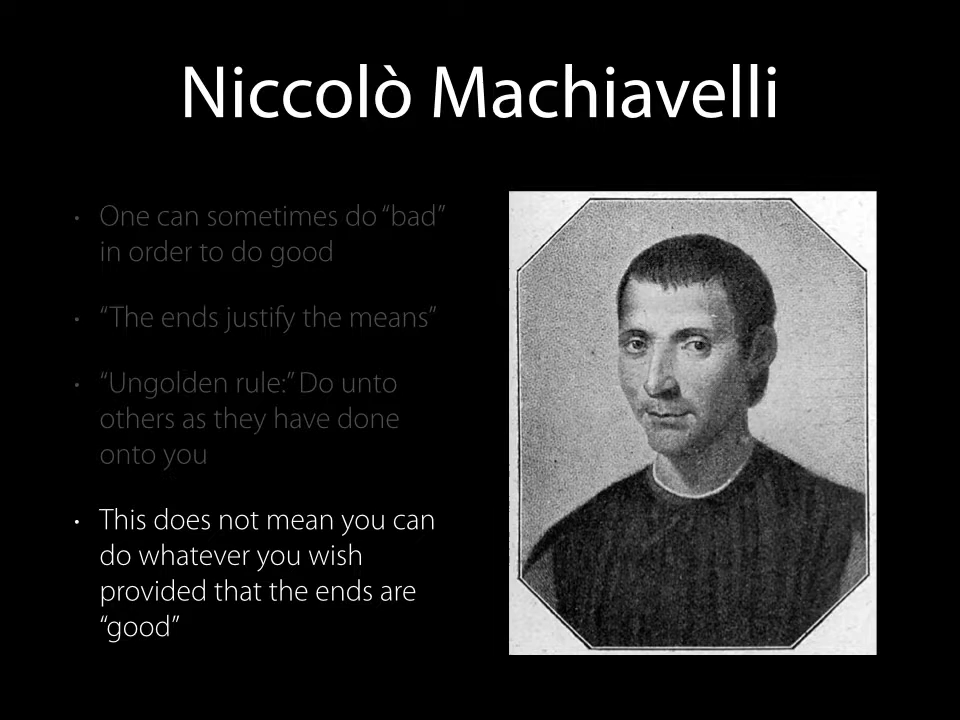 Niccolò Machiavelli
• One can sometimes do “bad”
in order to do good
• “The ends justify the means”
• “Ungolden rule:” Do unto
others as they have done
onto you
• This does not mean you can
do whatever you wish
provided that the ends are
“good”